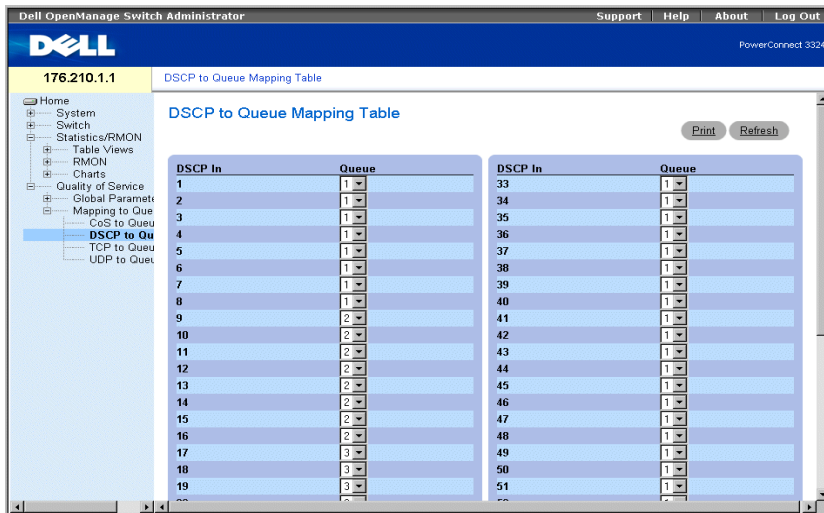 Dell OpenManage Switch Administrator Support Help About Log Out
DELL
PowerConnect 3324
176.210.1.1 DSCP to Queue Mapping Table
Home
System
Switch
Statistics/RMON
Table Views
RMON
Charts
Quality of Service
Global Paramete
Mapping to Que
CoS to Queu
DSCP to Qu
TCP to Queu
UDP to Queu
DSCP to Queue Mapping Table
Print Refresh
DSCP In Queue DSCP In Queue
1 1 33 1
2 1 34 1
3 1 35 1
4 1 36 1
5 1 37 1
6 1 38 1
7 1 39 1
8 1 40 1
9 2 41 1
10 2 42 1
11 2 43 1
12 2 44 1
13 2 45 1
14 2 46 1
15 2 47 1
16 2 48 1
17 3 49 1
18 3 50 1
19 3 51 1